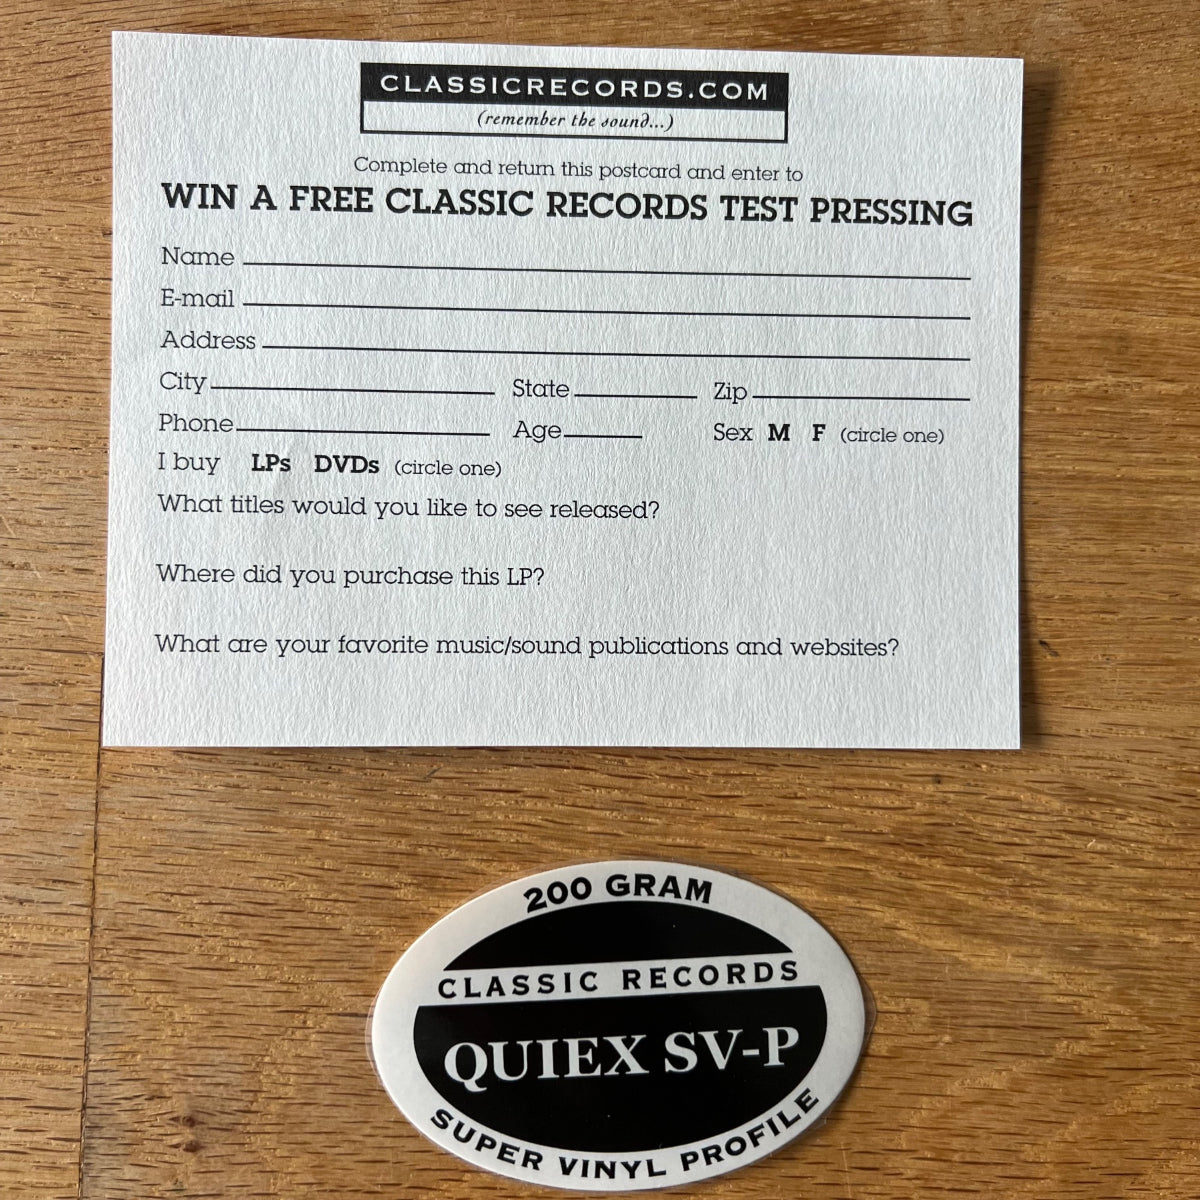 CLASSICRECORDS.COM
(remember the sound...)
Complete and return this postcard and enter to
WIN A FREE CLASSIC RECORDS TEST PRESSING
Name
E-mail
Address
City State Zip
Phone Age Sex M F (circle one)
I buy LPs DVDs (circle one)
What titles would you like to see released?
Where did you purchase this LP?
What are your favorite music/sound publications and websites?
200 GRAM
CLASSIC RECORDS
QUIEX SV-P
SUPER VINYL PROFILE